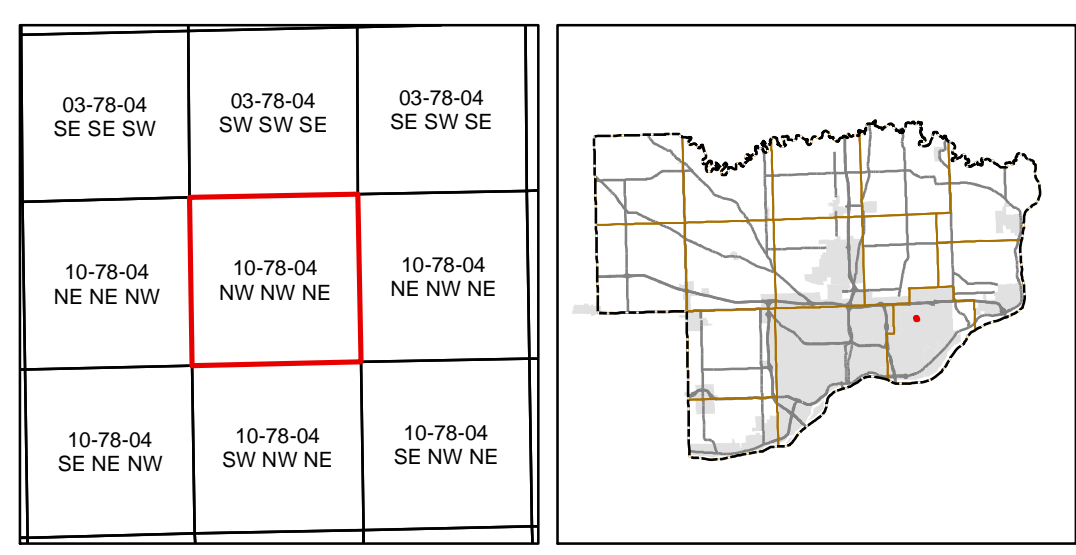 03-78-04
SE SE SW
03-78-04
SW SW SE
03-78-04
SE SW SE
10-78-04
NE NE NW
10-78-04
NW NW NE
10-78-04
NE NW NE
10-78-04
SE NE NW
10-78-04
SW NW NE
10-78-04
SE NW NE